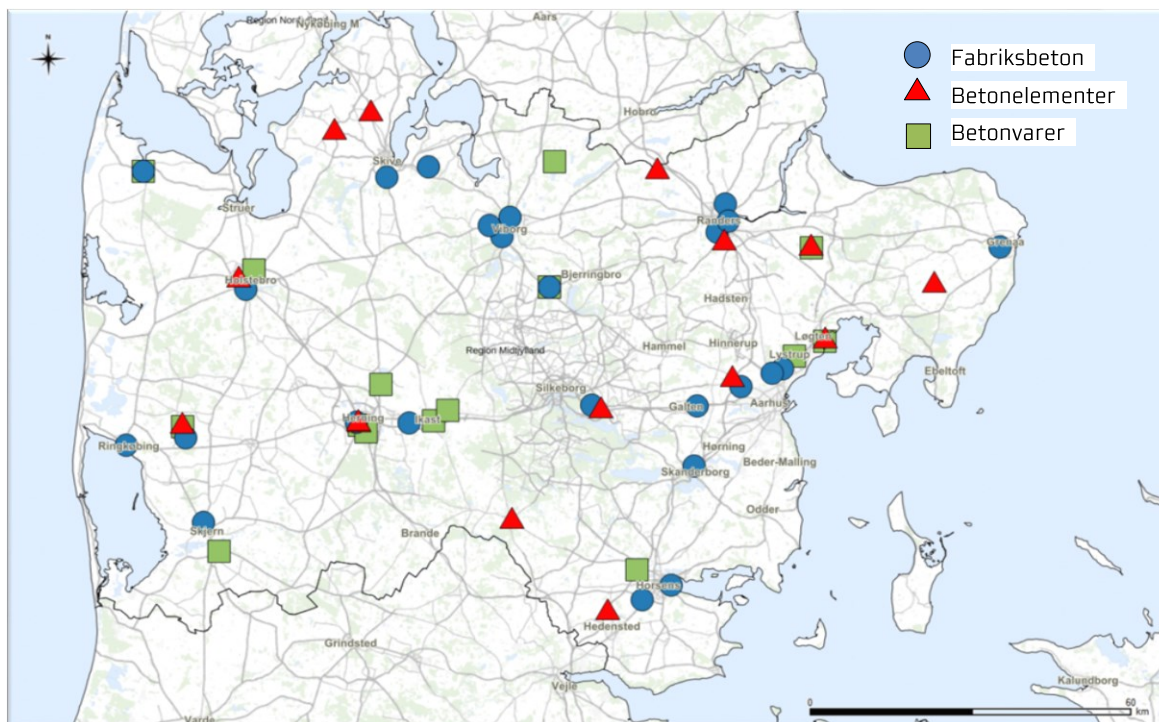 Aars
Region Nordjylland
Nykøbing M
N
Fabriksbeton
Betonelementer
Hobro
Betonvarer
Skive
Struer
Randers
Viborg
Grenaa
Bjerringbro
Holstebro
Hadsten
Løgten
Hinnerup
Hammel
Region Midtjylland
Lystrup
Ebeltoft
Silkeborg
Galten
Aarhus
Herning
Ikast
Ringkøbing
Hørning
Beder-Malling
Skanderborg
Odder
Skjern
Brande
Horsens
Hedensted
Grindsted
Kalundborg
Vejle
0
60
km
Varde